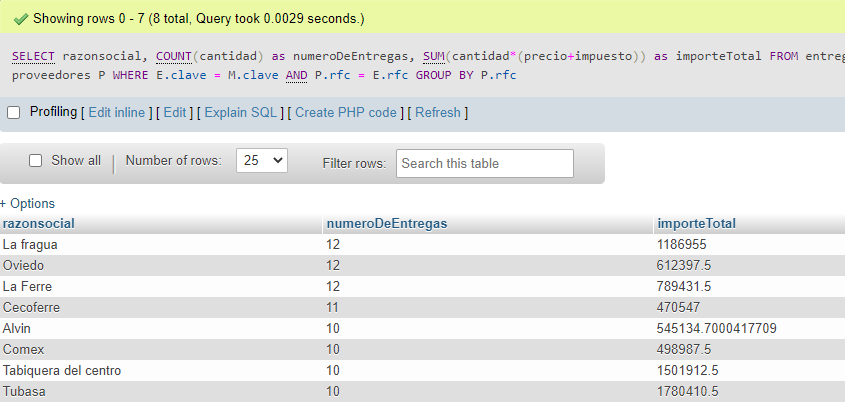 Showing rows 0 - 7 (8 total, Query took 0.0029 seconds.)
SELECT razonsocial, COUNT(cantidad) as numeroDeEntregas, SUM(cantidad*(precio+impuesto)) as importeTotal FROM entreg
proveedores P WHERE E.clave = M.clave AND P.rfc = E.rfc GROUP BY P.rfc
Profiling [ Edit inline ] [ Edit ] [ Explain SQL ] [ Create PHP code ] [ Refresh ]
Show all | Number of rows: 25 Filter rows: Search this table
+ Options
razonsocial numeroDeEntregas importeTotal
La fragua 12 1186955
Oviedo 12 612397.5
La Ferre 12 789431.5
Cecoferre 11 470547
Alvin 10 545134.7000417709
Comex 10 498987.5
Tabiquera del centro 10 1501912.5
Tubasa 10 1780410.5